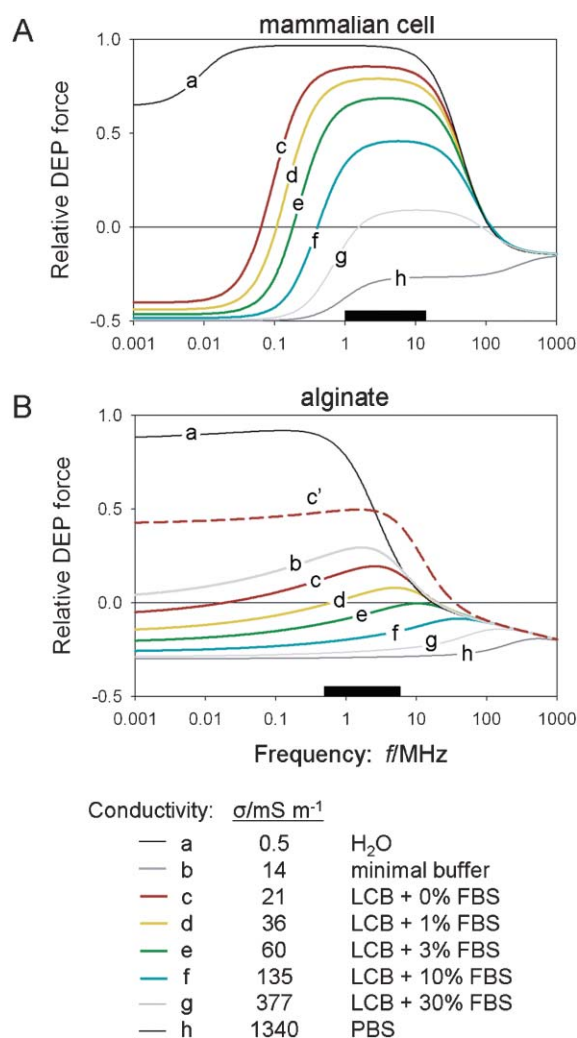 A
mammalian cell
Relative DEP force
1.0
0.5
0.0
-0.5
a
c
d
e
f
g
h
0.001 0.01 0.1 1 10 100 1000
B
alginate
Relative DEP force
1.0
0.5
0.0
-0.5
a
c'
b
c
d
e
f
g
h
0.001 0.01 0.1 1 10 100 1000
Frequency: f/MHz
Conductivity: σ/mS m⁻¹
a 0.5 H₂O
b 14 minimal buffer
c 21 LCB + 0% FBS
d 36 LCB + 1% FBS
e 60 LCB + 3% FBS
f 135 LCB + 10% FBS
g 377 LCB + 30% FBS
h 1340 PBS